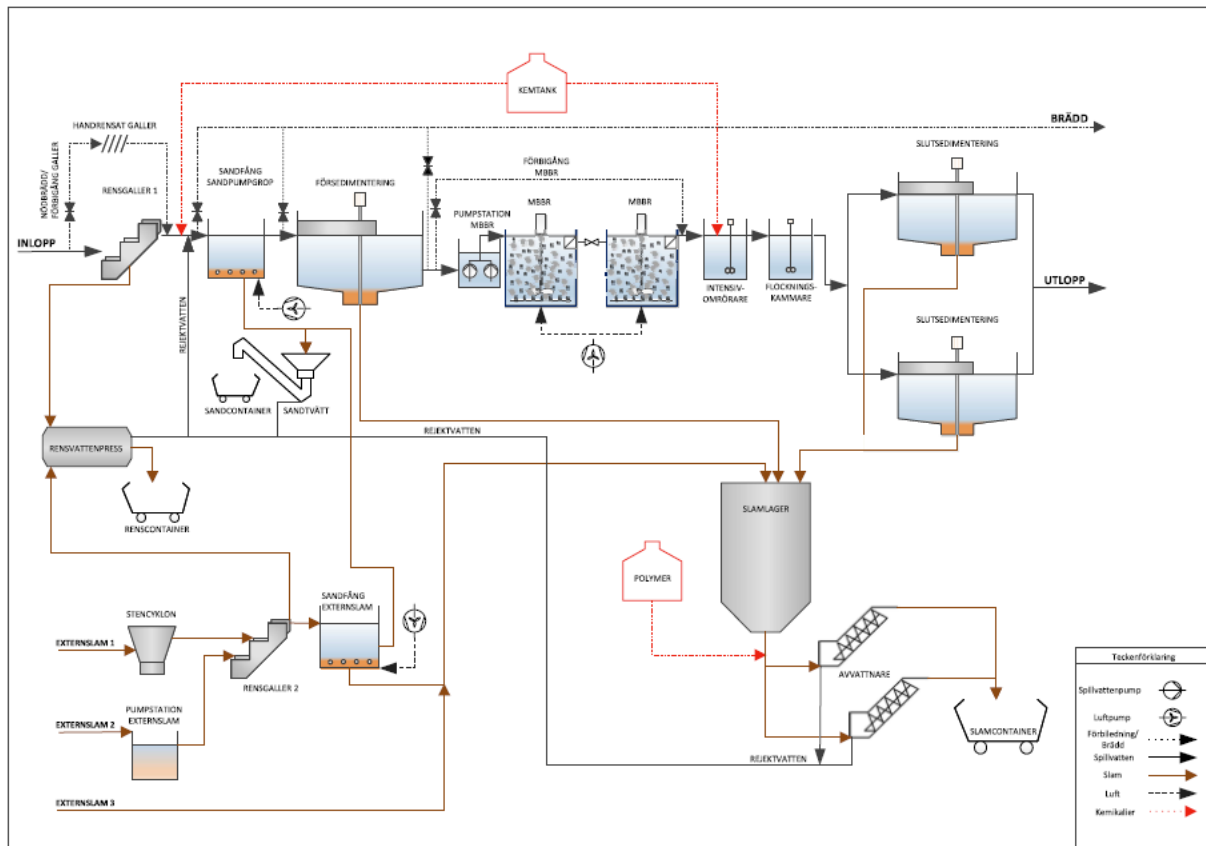 KEMTANK
BRÄDD
HANDRENSAT GALLER
NÖDBRÄDD/
FÖRBIGÅNG GALLER
RENSGALLER 1
SANDFÅNG
SANDPUMPGROP
FÖRSEDIMENTERING
FÖRBIGÅNG
MBBR
SLUTSEDIMENTERING
PUMPSTATION
MBBR
MBBR
MBBR
INLOPP
INTENSIV-
OMRÖRARE
FLOCKNINGS-
KAMMARE
UTLOPP
REJEKTVATTEN
SLUTSEDIMENTERING
SANDCONTAINER
SANDTVÄTT
RENSVATTENPRESS
REJEKTVATTEN
RENSCONTAINER
SLAMLAGER
POLYMER
STENCYKLON
SANDFÅNG
EXTERNSLAM
EXTERNSLAM 1
RENSGALLER 2
AVVATTNARE
PUMPSTATION
EXTERNSLAM
EXTERNSLAM 2
SLAMCONTAINER
REJEKTVATTEN
EXTERNSLAM 3
Teckenförklaring
Spillvattenpump
Luftpump
Förbiledning/
Brädd
Spillvatten
Slam
Luft
Kemikalier